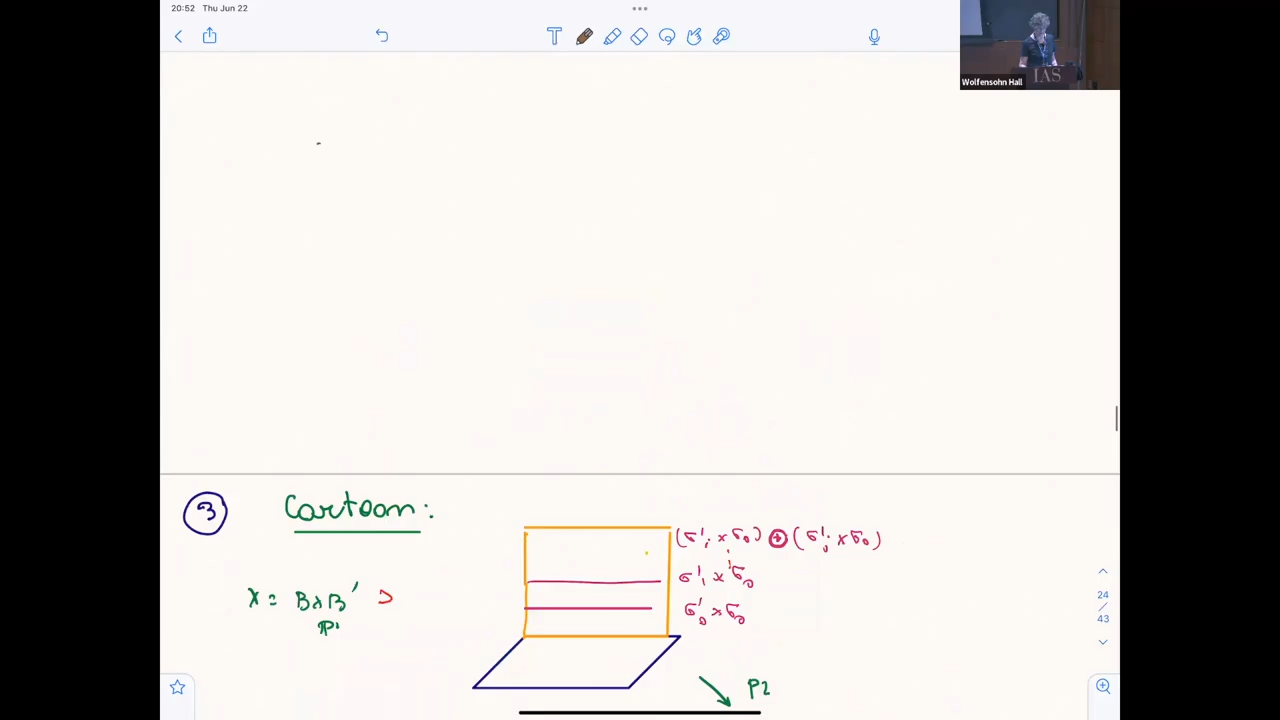 20:52 Thu Jun 22
IAS
Wolfensohn Hall
3 Cartoon:
(σ'₁ × σ₀) ⊕ (σ'₀ × σ₀)
σ'₁ × σ₀
X = B × B' ⊃
P¹
σ'₀ × σ₀
p2
24
/
43